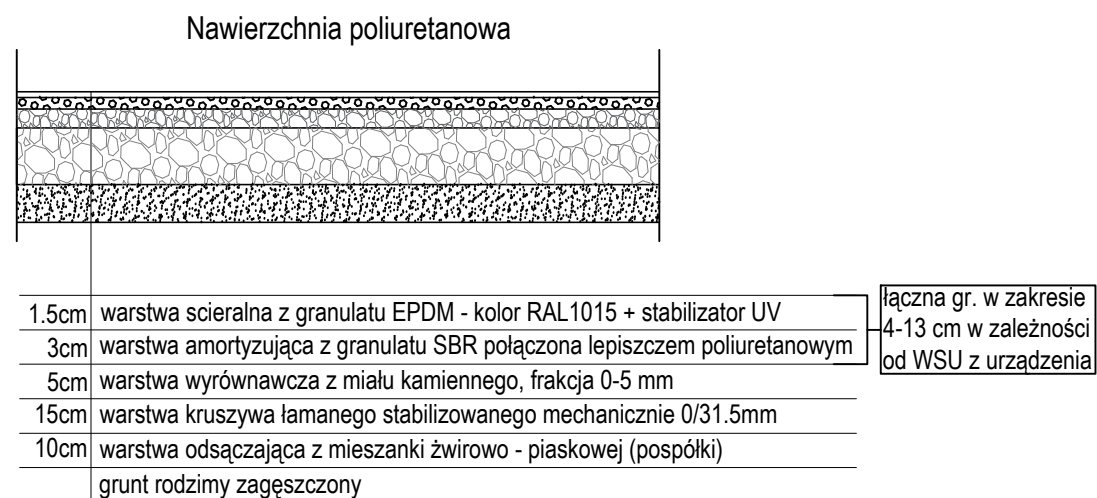 Nawierzchnia poliuretanowa
1.5cm warstwa scieralna z granulatu EPDM - kolor RAL1015 + stabilizator UV
3cm warstwa amortyzująca z granulatu SBR połączona lepiszczem poliuretanowym
łączna gr. w zakresie
4-13 cm w zależności
od WSU z urządzenia
5cm warstwa wyrównawcza z miału kamiennego, frakcja 0-5 mm
15cm warstwa kruszywa łamanego stabilizowanego mechanicznie 0/31.5mm
10cm warstwa odsączająca z mieszanki żwirowo - piaskowej (pospółki)
grunt rodzimy zagęszczony